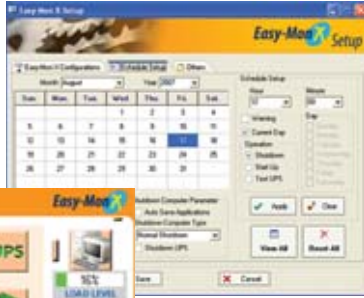 Easy-Mon X Setup
Easy-Mon X Setup
Easy-Mon X Configurations Schedule Setup Others
Month August Year 2007
Sun. Mon. Tue. Wed. Thu. Fri. Sat.
1 2 3 4
5 6 7 8 9 10 11
12 13 14 15 16 17 18
19 20 21 22 23 24 25
26 27 28 29 30 31
Schedule Setup
Hour Minute
12 00
Warning Day
Current Day
Operation
Shutdown
Start Up
Test UPS
Apply Clear
View All Reset All
Shutdown Computer Parameter
Auto Save Applications
Shutdown Computer Type
Normal Shutdown
Shutdown UPS
Save Cancel
Easy-Mon
UPS
LOAD LEVEL